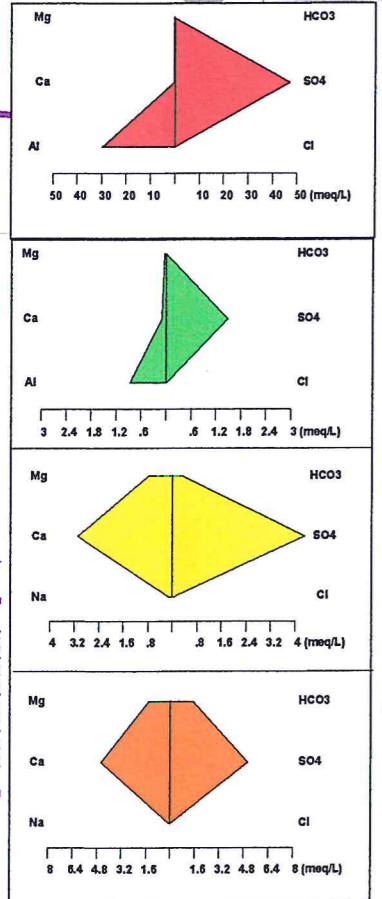 Mg HCO3
Ca SO4
Al Cl
50 40 30 20 10 10 20 30 40 50 (meq/L)
Mg HCO3
Ca SO4
Al Cl
3 2.4 1.8 1.2 .6 .6 1.2 1.8 2.4 3 (meq/L)
Mg HCO3
Ca SO4
Na Cl
4 3.2 2.4 1.6 .8 .8 1.6 2.4 3.2 4 (meq/L)
Mg HCO3
Ca SO4
Na Cl
8 6.4 4.8 3.2 1.6 1.6 3.2 4.8 6.4 8 (meq/L)